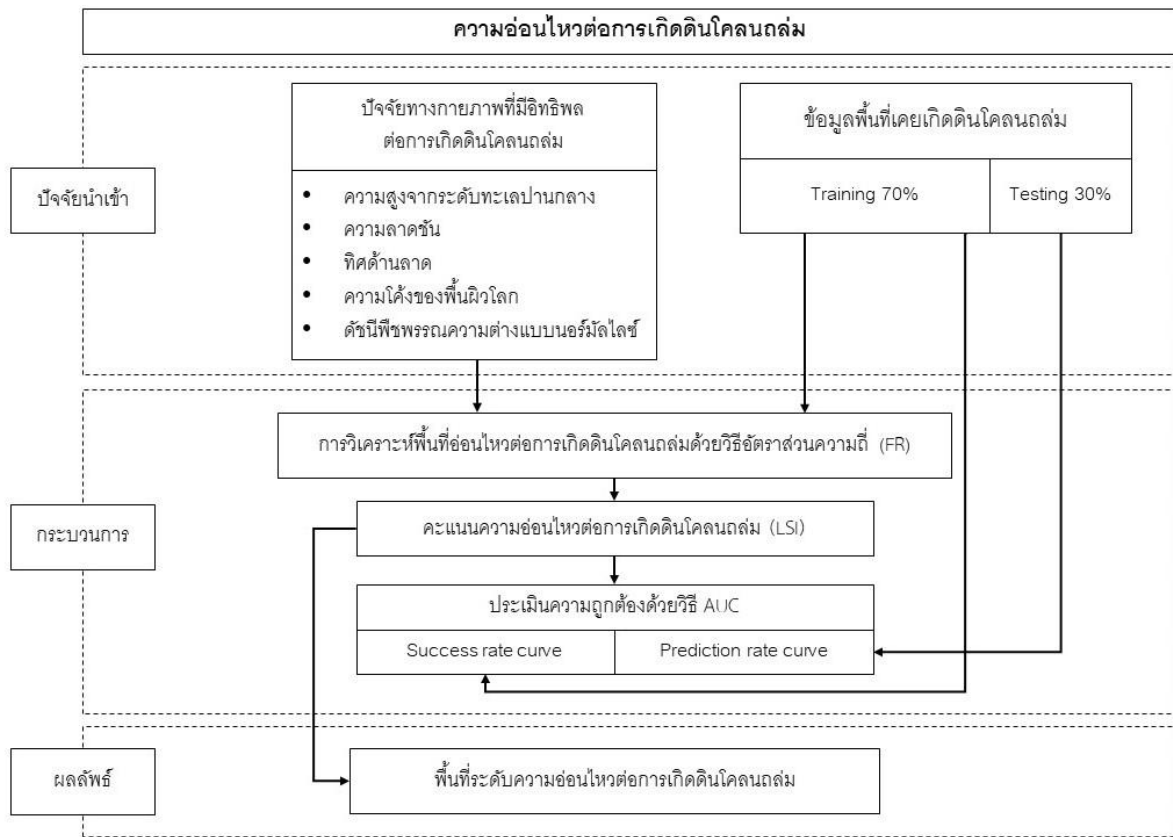 ความอ่อนไหวต่อการเกิดดินโคลนถล่ม
ปัจจัยนำเข้า
ปัจจัยทางกายภาพที่มีอิทธิพล
ต่อการเกิดดินโคลนถล่ม
• ความสูงจากระดับทะเลปานกลาง
• ความลาดชัน
• ทิศด้านลาด
• ความโค้งของพื้นผิวโลก
• ดัชนีพืชพรรณความต่างแบบนอร์มัลไลซ์
ข้อมูลพื้นที่เคยเกิดดินโคลนถล่ม
Training 70%
Testing 30%
กระบวนการ
การวิเคราะห์พื้นที่อ่อนไหวต่อการเกิดดินโคลนถล่มด้วยวิธีอัตราส่วนความถี่ (FR)
คะแนนความอ่อนไหวต่อการเกิดดินโคลนถล่ม (LSI)
ประเมินความถูกต้องด้วยวิธี AUC
Success rate curve
Prediction rate curve
ผลลัพธ์
พื้นที่ระดับความอ่อนไหวต่อการเกิดดินโคลนถล่ม